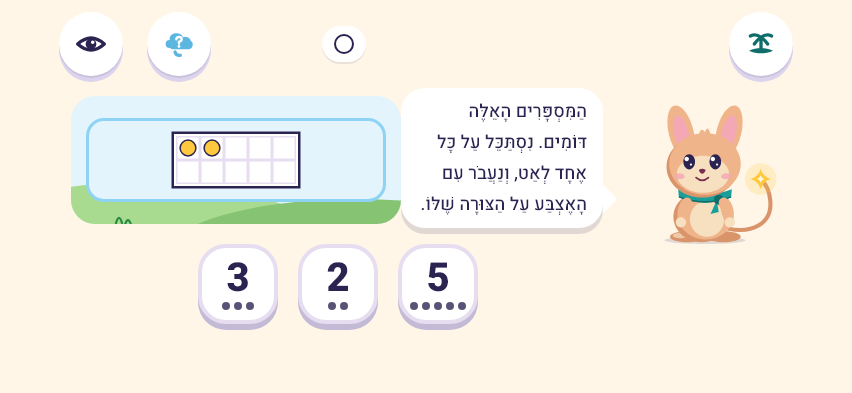 הַמִּסְפָּרִים הָאֵלֶּה
דּוֹמִים. נִסְתַּכֵּל עַל כָּל
אֶחָד לְאַט, וְנַעֲבֹר עִם
הָאֶצְבַּע עַל הַצּוּרָה שֶׁלּוֹ.
3 2 5